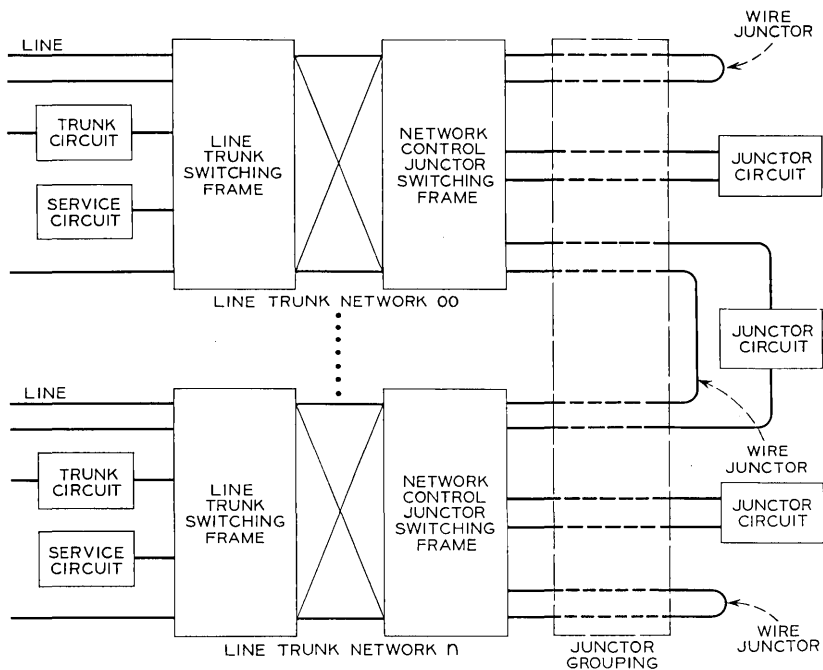 LINE
TRUNK
CIRCUIT
SERVICE
CIRCUIT
LINE
TRUNK
SWITCHING
FRAME
NETWORK
CONTROL
JUNCTOR
SWITCHING
FRAME
WIRE
JUNCTOR
JUNCTOR
CIRCUIT
LINE TRUNK NETWORK 00
JUNCTOR
CIRCUIT
LINE
TRUNK
CIRCUIT
SERVICE
CIRCUIT
LINE
TRUNK
SWITCHING
FRAME
NETWORK
CONTROL
JUNCTOR
SWITCHING
FRAME
WIRE
JUNCTOR
JUNCTOR
CIRCUIT
WIRE
JUNCTOR
LINE TRUNK NETWORK n
JUNCTOR
GROUPING